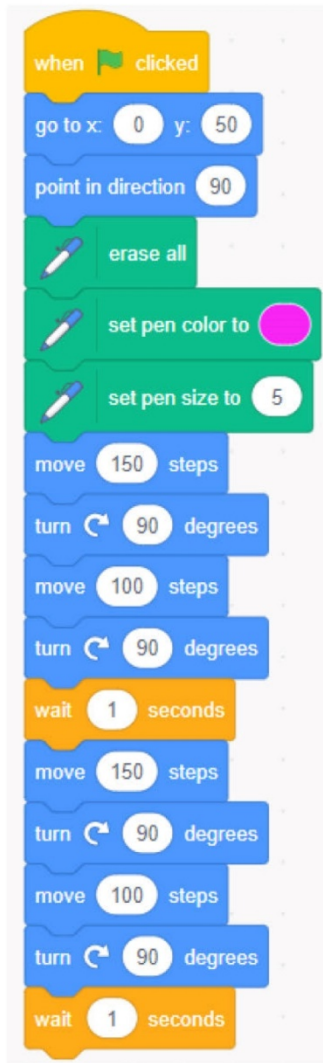 when clicked
go to x: 0 y: 50
point in direction 90
erase all
set pen color to
set pen size to 5
move 150 steps
turn 90 degrees
move 100 steps
turn 90 degrees
wait 1 seconds
move 150 steps
turn 90 degrees
move 100 steps
turn 90 degrees
wait 1 seconds